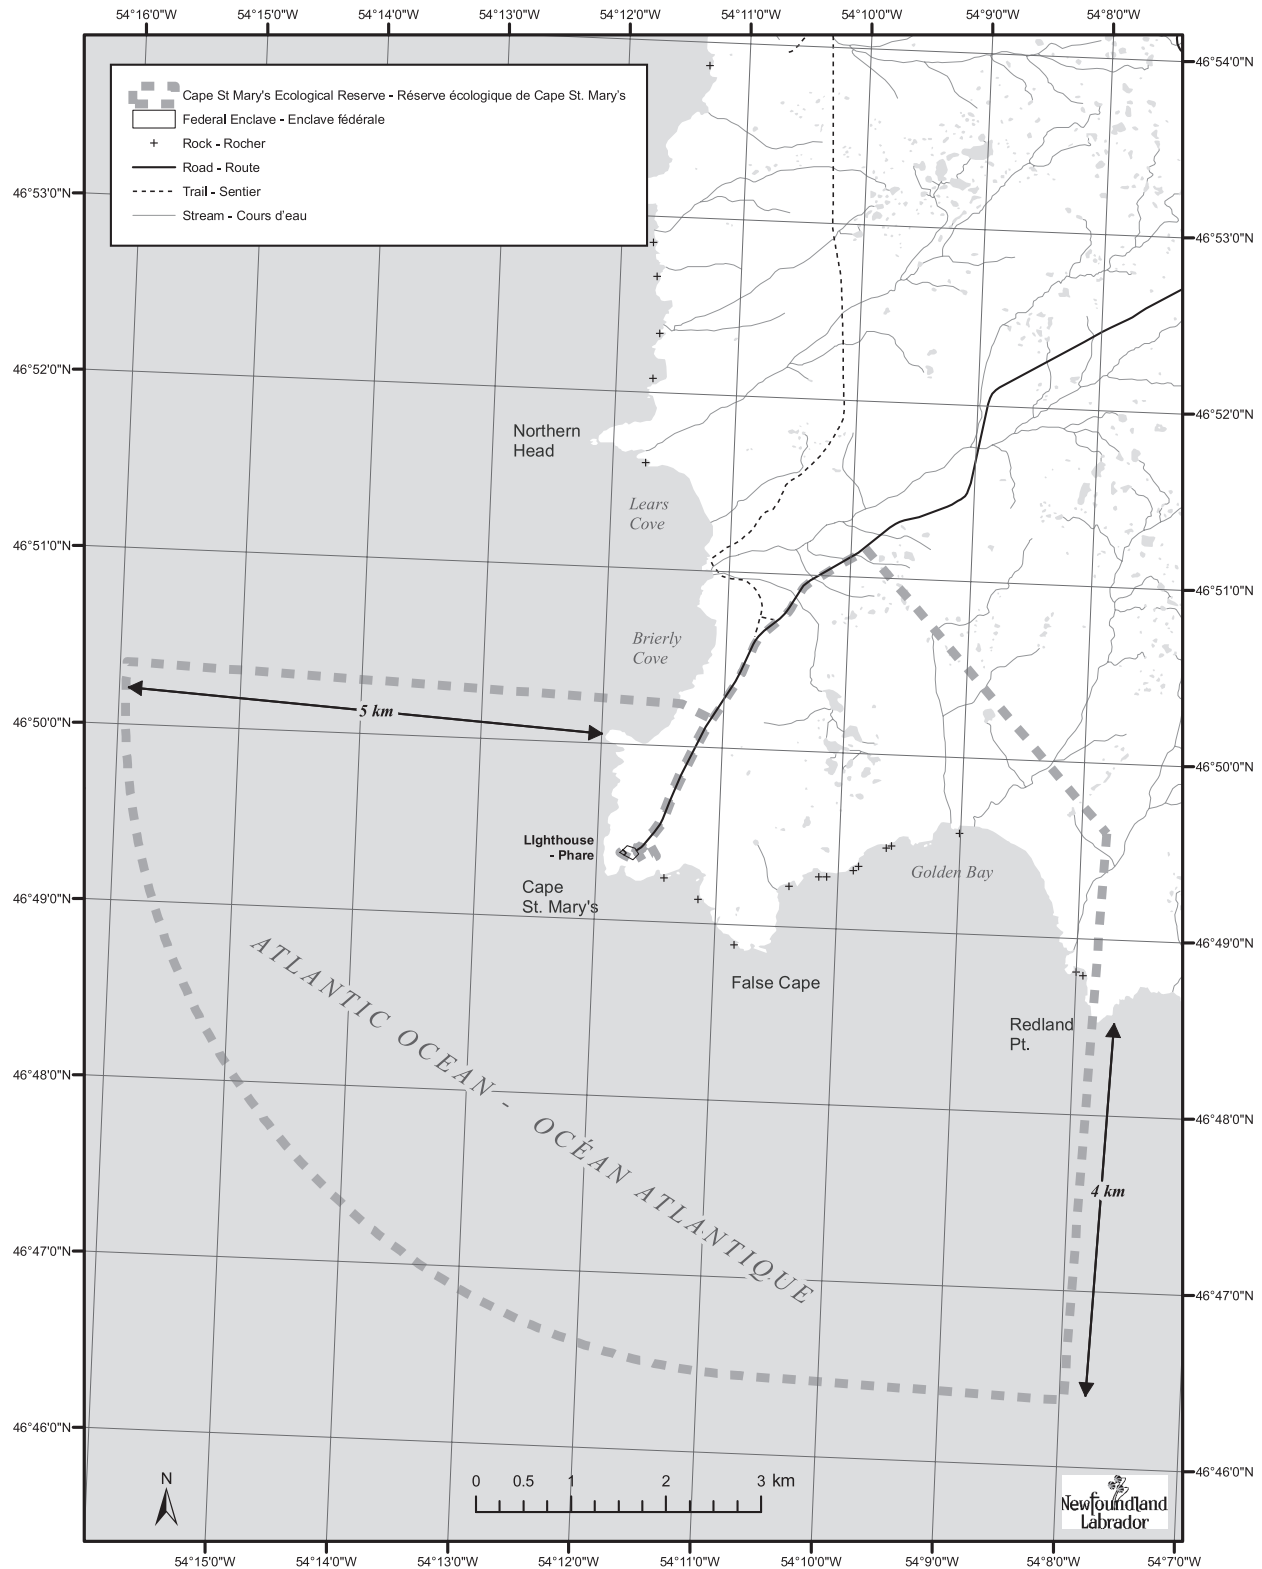 54°16'0"W 54°15'0"W 54°14'0"W 54°13'0"W 54°12'0"W 54°11'0"W 54°10'0"W 54°9'0"W 54°8'0"W
46°54'0"N
Cape St Mary's Ecological Reserve - Réserve écologique de Cape St. Mary's
Federal Enclave - Enclave fédérale
Rock - Rocher
Road - Route
Trail - Sentier
Stream - Cours d'eau
46°53'0"N
46°53'0"N
46°52'0"N
46°52'0"N
Northern
Head
Lears
Cove
46°51'0"N
46°51'0"N
Brierly
Cove
5 km
46°50'0"N
46°50'0"N
LIghthouse
- Phare
Golden Bay
Cape
St. Mary's
46°49'0"N
46°49'0"N
False Cape
Redland
Pt.
ATLANTIC OCEAN - OCÉAN ATLANTIQUE
46°48'0"N
46°48'0"N
4 km
46°47'0"N
46°47'0"N
46°46'0"N
46°46'0"N
N
0 0.5 1 2 3 km
Newfoundland
Labrador
54°15'0"W 54°14'0"W 54°13'0"W 54°12'0"W 54°11'0"W 54°10'0"W 54°9'0"W 54°8'0"W 54°7'0"W